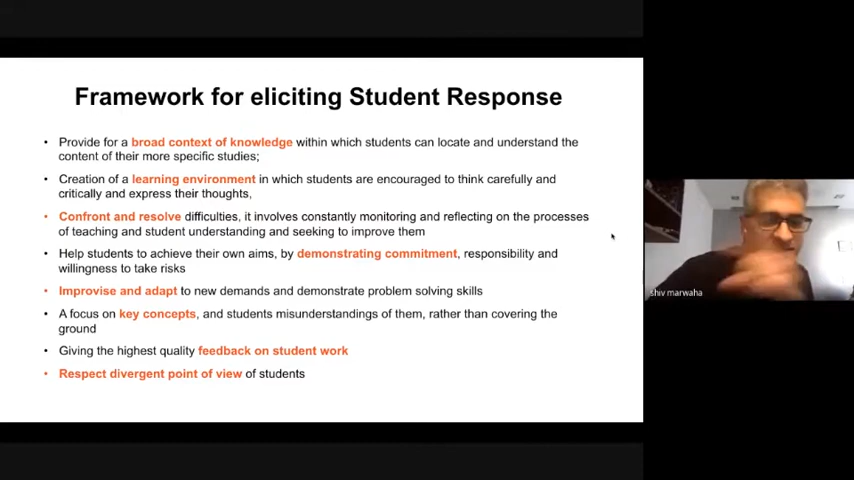 Framework for eliciting Student Response
• Provide for a broad context of knowledge within which students can locate and understand the
content of their more specific studies;
• Creation of a learning environment in which students are encouraged to think carefully and
critically and express their thoughts,
• Confront and resolve difficulties, it involves constantly monitoring and reflecting on the processes
of teaching and student understanding and seeking to improve them
• Help students to achieve their own aims, by demonstrating commitment, responsibility and
willingness to take risks
• Improvise and adapt to new demands and demonstrate problem solving skills
• A focus on key concepts, and students misunderstandings of them, rather than covering the
ground
• Giving the highest quality feedback on student work
• Respect divergent point of view of students
shiv marwaha